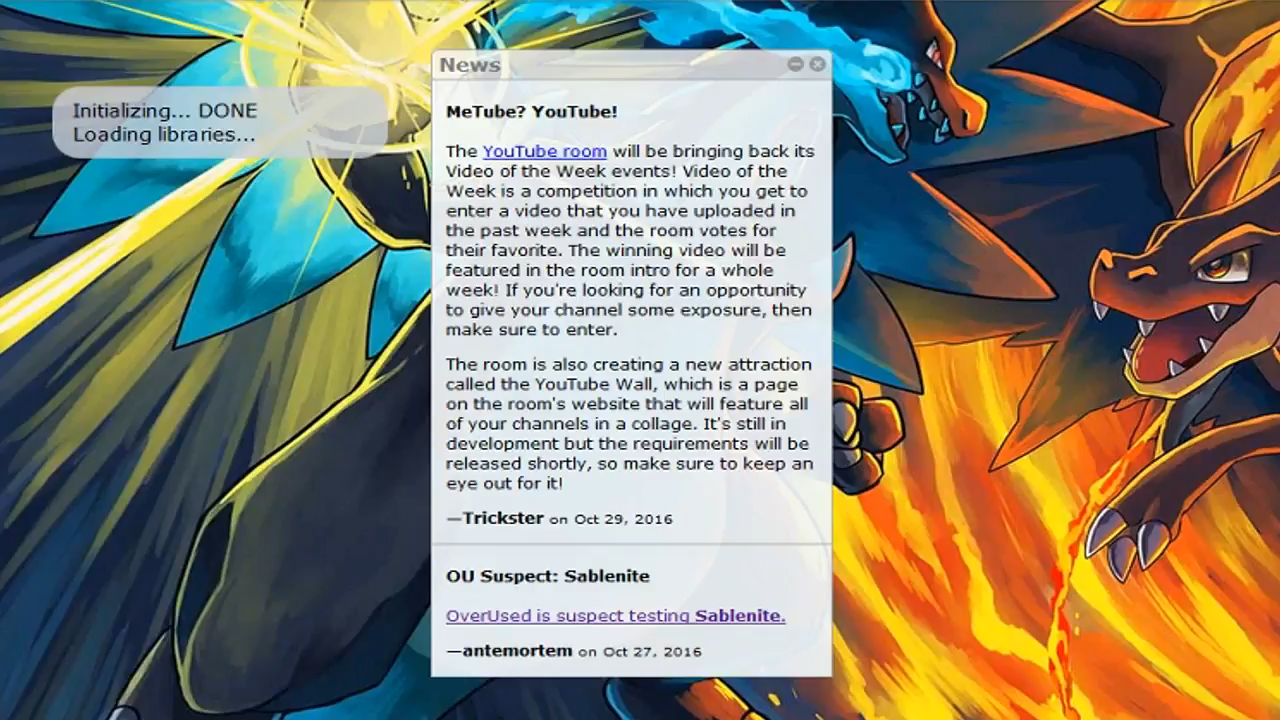 Initializing... DONE
Loading libraries...
News
MeTube? YouTube!
The YouTube room will be bringing back its
Video of the Week events! Video of the
Week is a competition in which you get to
enter a video that you have uploaded in
the past week and the room votes for
their favorite. The winning video will be
featured in the room intro for a whole
week! If you're looking for an opportunity
to give your channel some exposure, then
make sure to enter.
The room is also creating a new attraction
called the YouTube Wall, which is a page
on the room's website that will feature all
of your channels in a collage. It's still in
development but the requirements will be
released shortly, so make sure to keep an
eye out for it!
—Trickster on Oct 29, 2016
OU Suspect: Sablenite
OverUsed is suspect testing Sablenite.
—antemortem on Oct 27, 2016